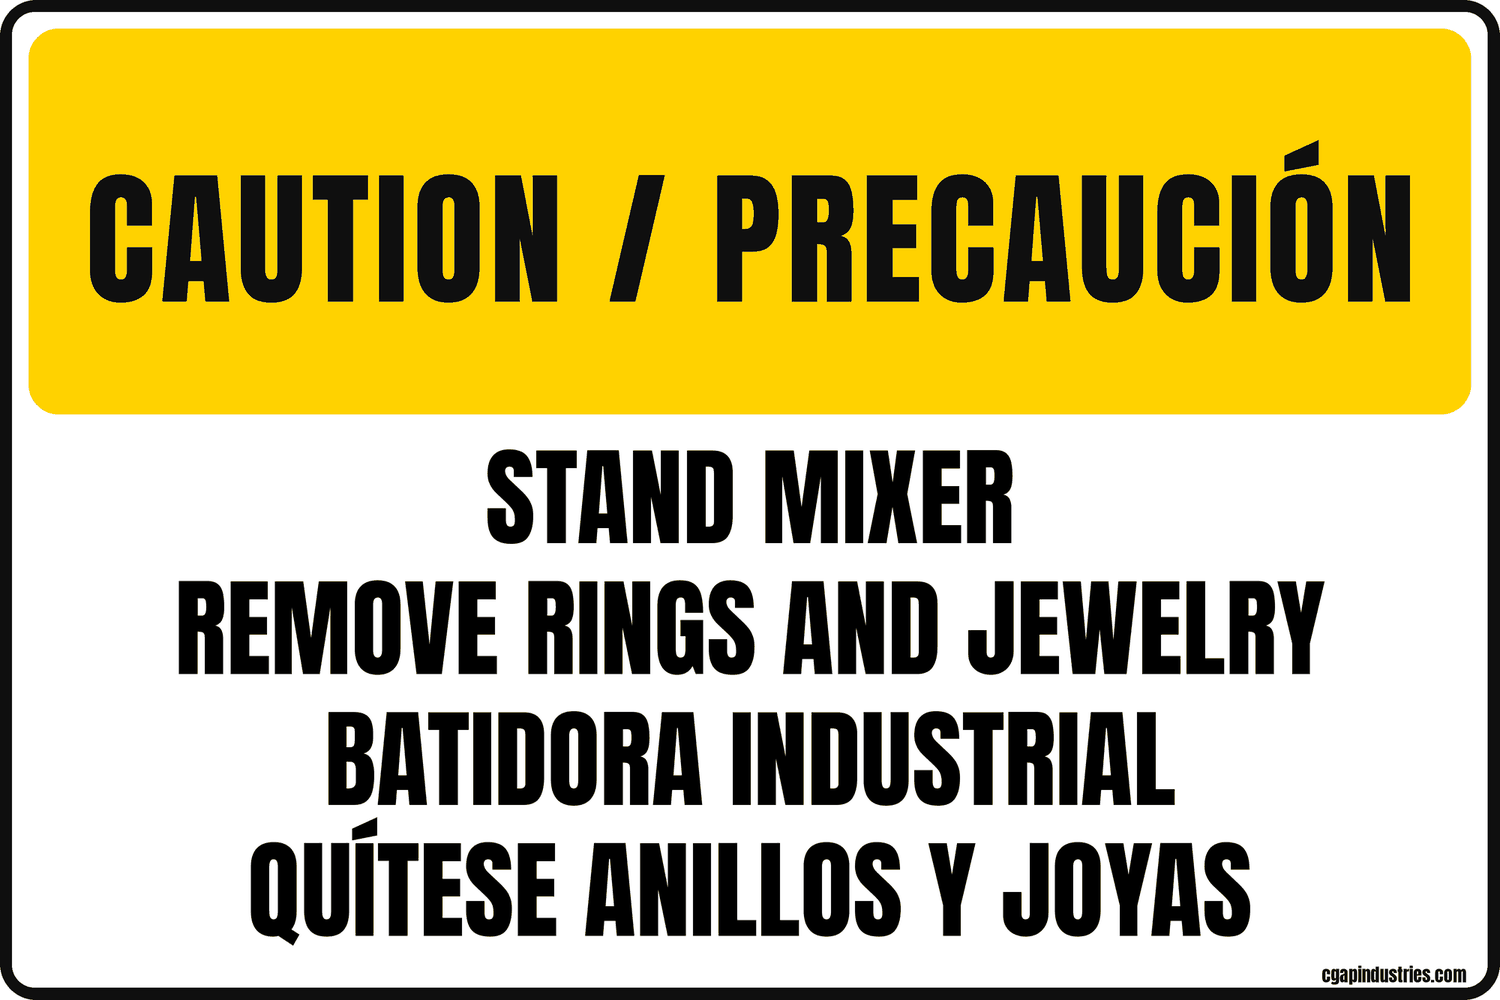 CAUTION / PRECAUCIÓN
STAND MIXER
REMOVE RINGS AND JEWELRY
BATIDORA INDUSTRIAL
QUÍTESE ANILLOS Y JOYAS
cgapindustries.com